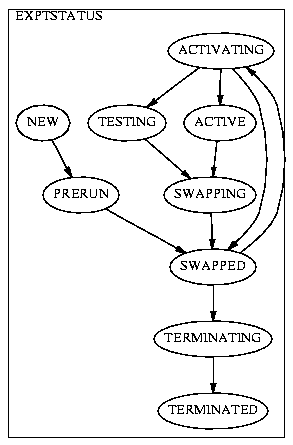 EXPTSTATUS
ACTIVATING
NEW
TESTING
ACTIVE
PRERUN
SWAPPING
SWAPPED
TERMINATING
TERMINATED